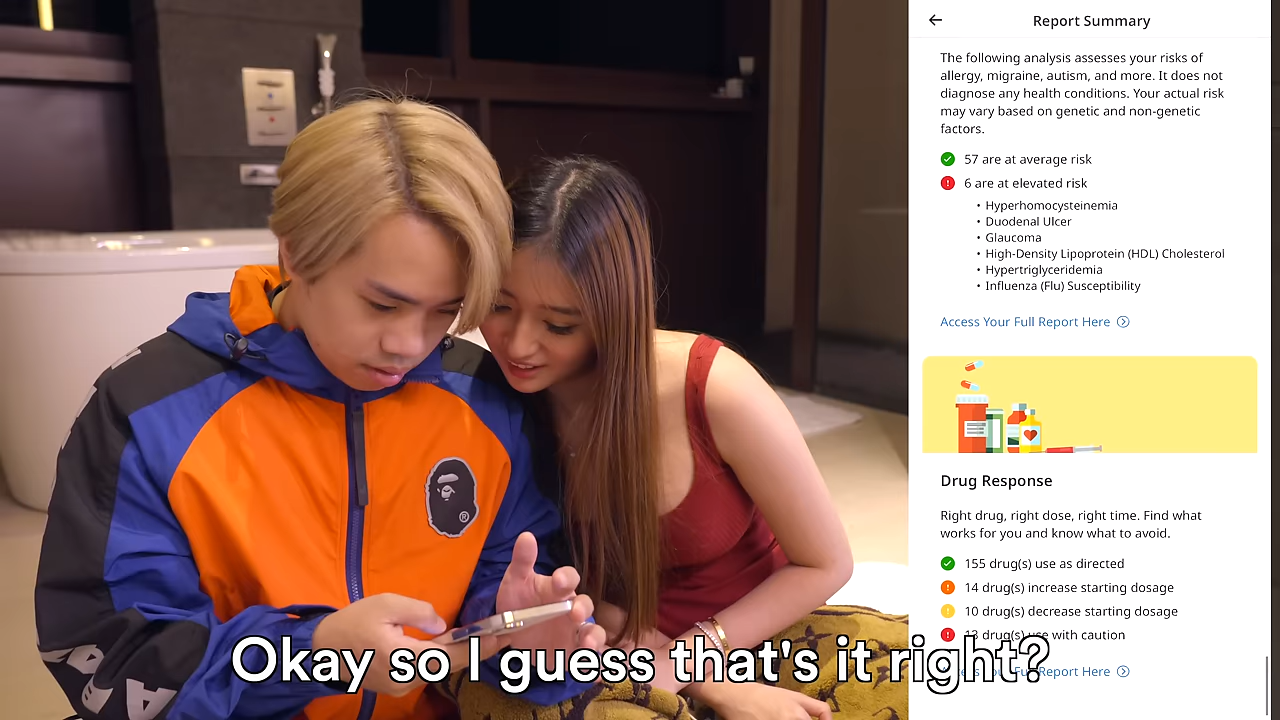 Report Summary
The following analysis assesses your risks of
allergy, migraine, autism, and more. It does not
diagnose any health conditions. Your actual risk
may vary based on genetic and non-genetic
factors.
57 are at average risk
6 are at elevated risk
• Hyperhomocysteinemia
• Duodenal Ulcer
• Glaucoma
• High-Density Lipoprotein (HDL) Cholesterol
• Hypertriglyceridemia
• Influenza (Flu) Susceptibility
Access Your Full Report Here
Drug Response
Right drug, right dose, right time. Find what
works for you and know what to avoid.
155 drug(s) use as directed
14 drug(s) increase starting dosage
10 drug(s) decrease starting dosage
13 drug(s) use with caution
Okay so I guess that's it right?